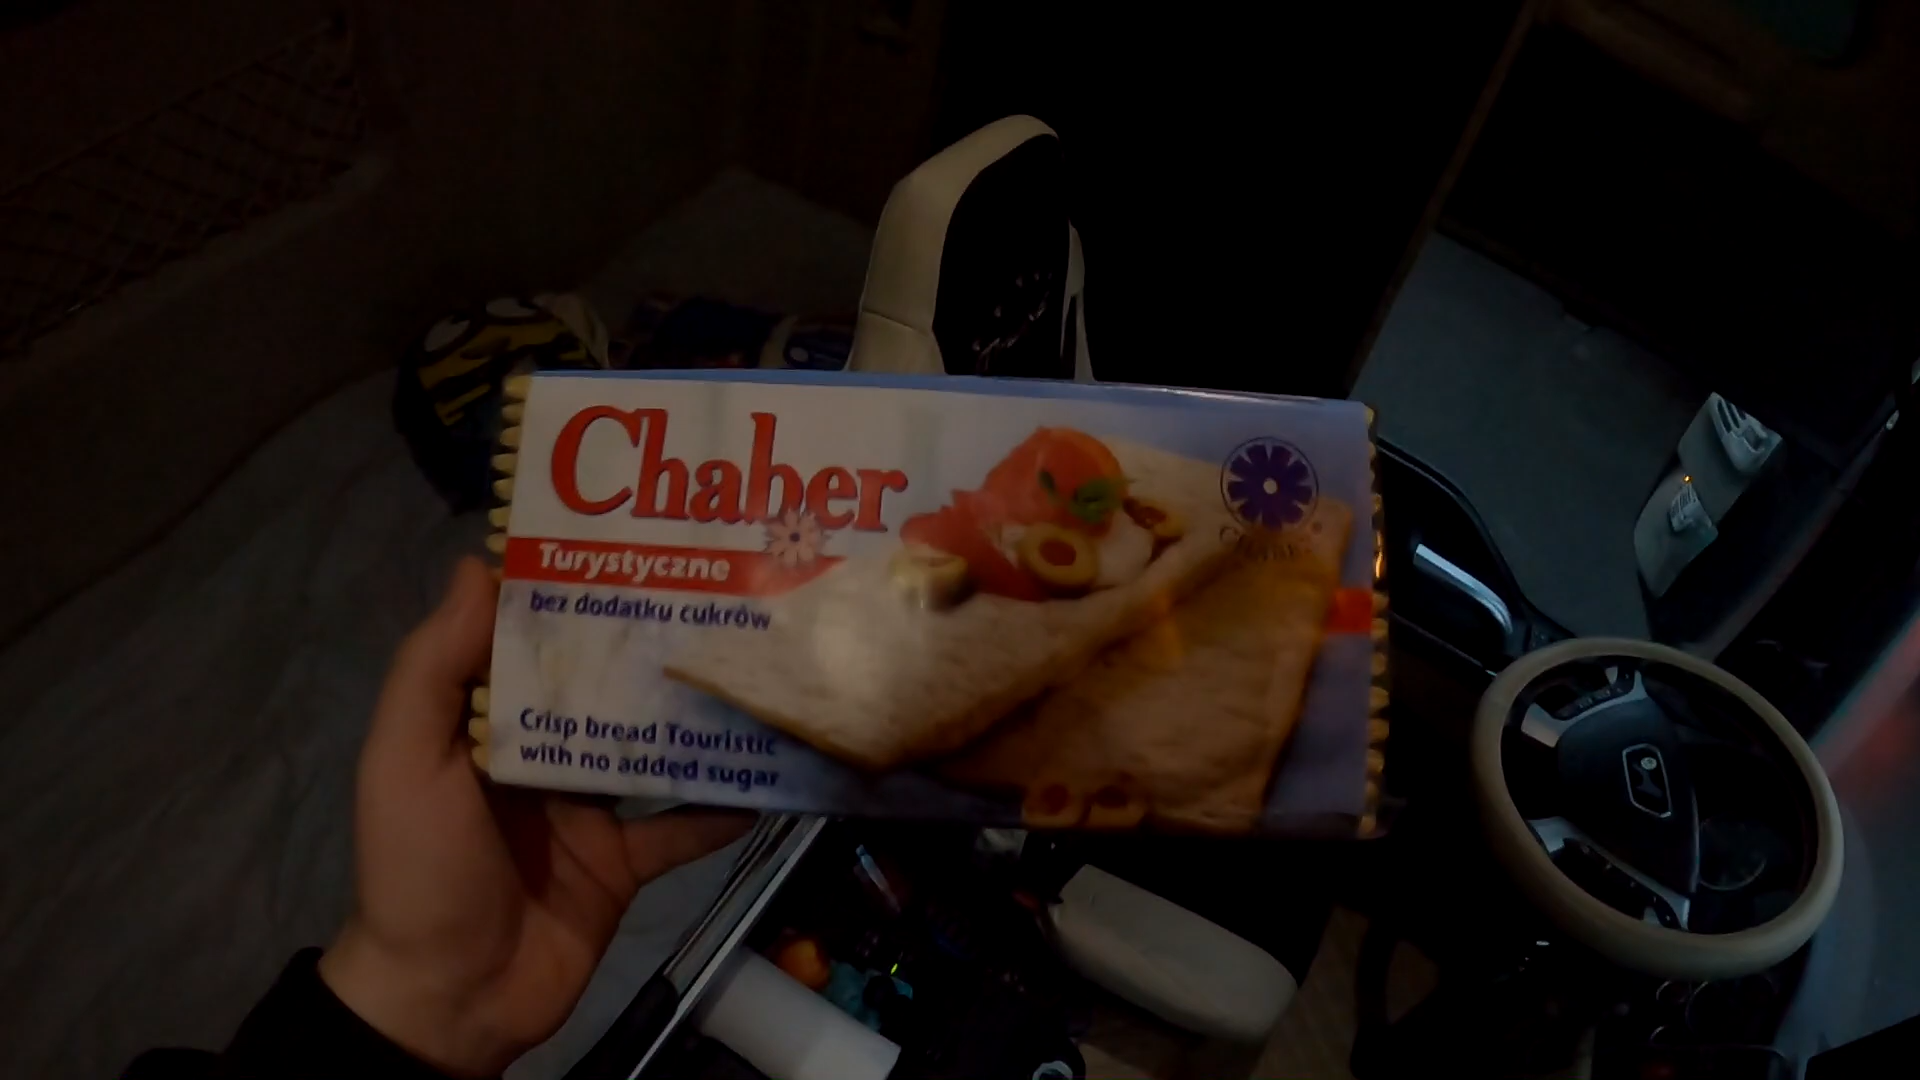 Chaber
Turystyczne
bez dodatku cukrów
Crisp bread Touristic
with no added sugar